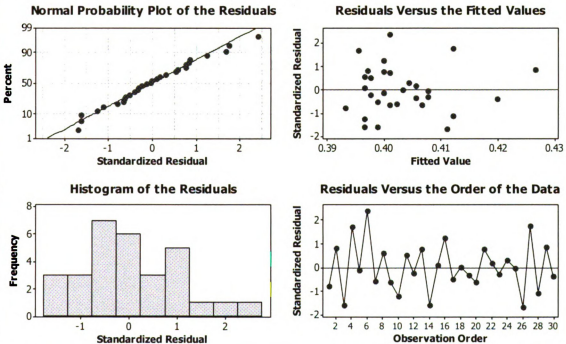 Normal Probability Plot of the Residuals
99
90
50
10
1
Percent
-2 -1 0 1 2
Standardized Residual
Residuals Versus the Fitted Values
2
1
0
-1
-2
Standardized Residual
0.39 0.40 0.41 0.42 0.43
Fitted Value
Histogram of the Residuals
8
6
4
2
0
Frequency
-1 0 1 2
Standardized Residual
Residuals Versus the Order of the Data
2
1
0
-1
-2
Standardized Residual
2 4 6 8 10 12 14 16 18 20 22 24 26 28 30
Observation Order